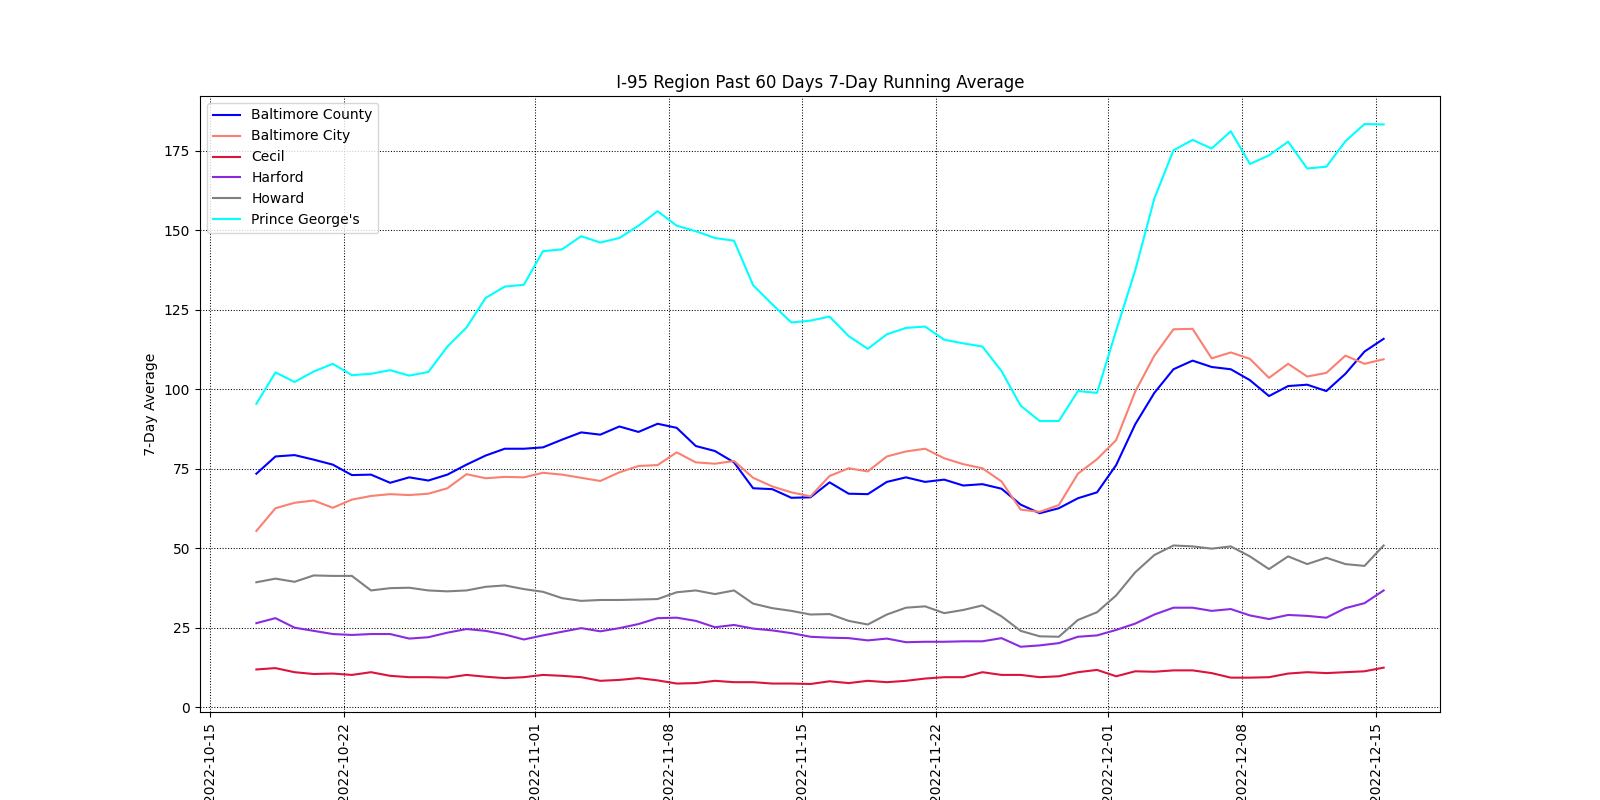 I-95 Region Past 60 Days 7-Day Running Average
Baltimore County
Baltimore City
Cecil
Harford
Howard
Prince George's
7-Day Average
175
150
125
100
75
50
25
0
2022-10-15
2022-10-22
2022-11-01
2022-11-08
2022-11-15
2022-11-22
2022-12-01
2022-12-08
2022-12-15